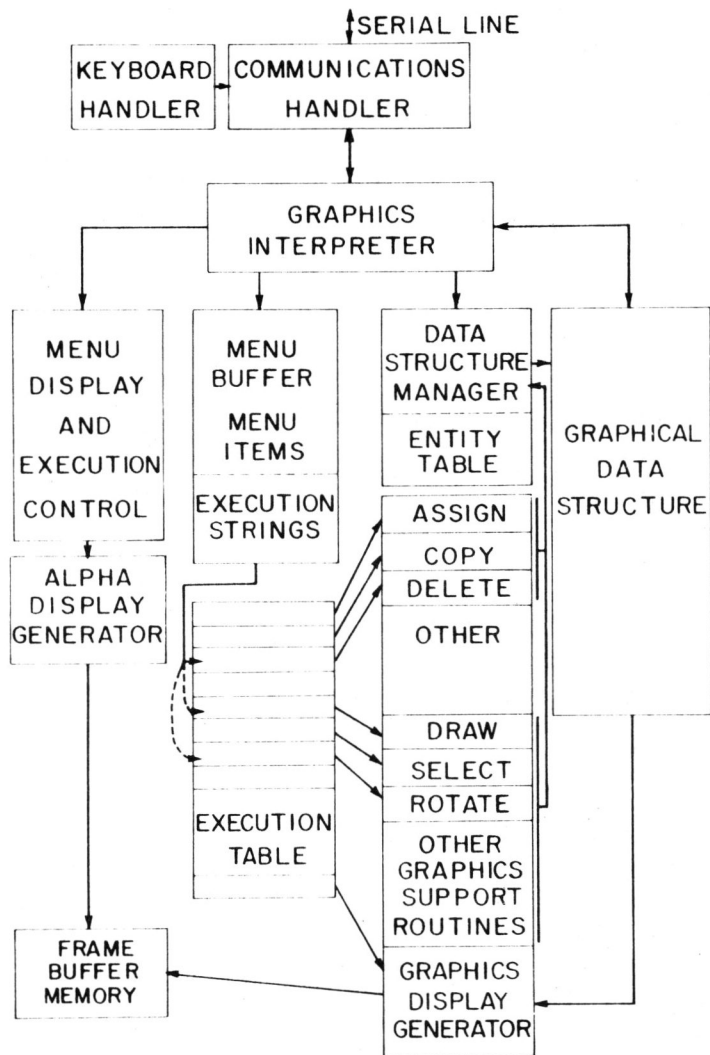 SERIAL LINE
KEYBOARD
HANDLER
COMMUNICATIONS
HANDLER
GRAPHICS
INTERPRETER
MENU
DISPLAY
AND
EXECUTION
CONTROL
ALPHA
DISPLAY
GENERATOR
MENU
BUFFER
MENU
ITEMS
EXECUTION
STRINGS
EXECUTION
TABLE
DATA
STRUCTURE
MANAGER
ENTITY
TABLE
ASSIGN
COPY
DELETE
OTHER
DRAW
SELECT
ROTATE
OTHER
GRAPHICS
SUPPORT
ROUTINES
GRAPHICS
DISPLAY
GENERATOR
GRAPHICAL
DATA
STRUCTURE
FRAME
BUFFER
MEMORY